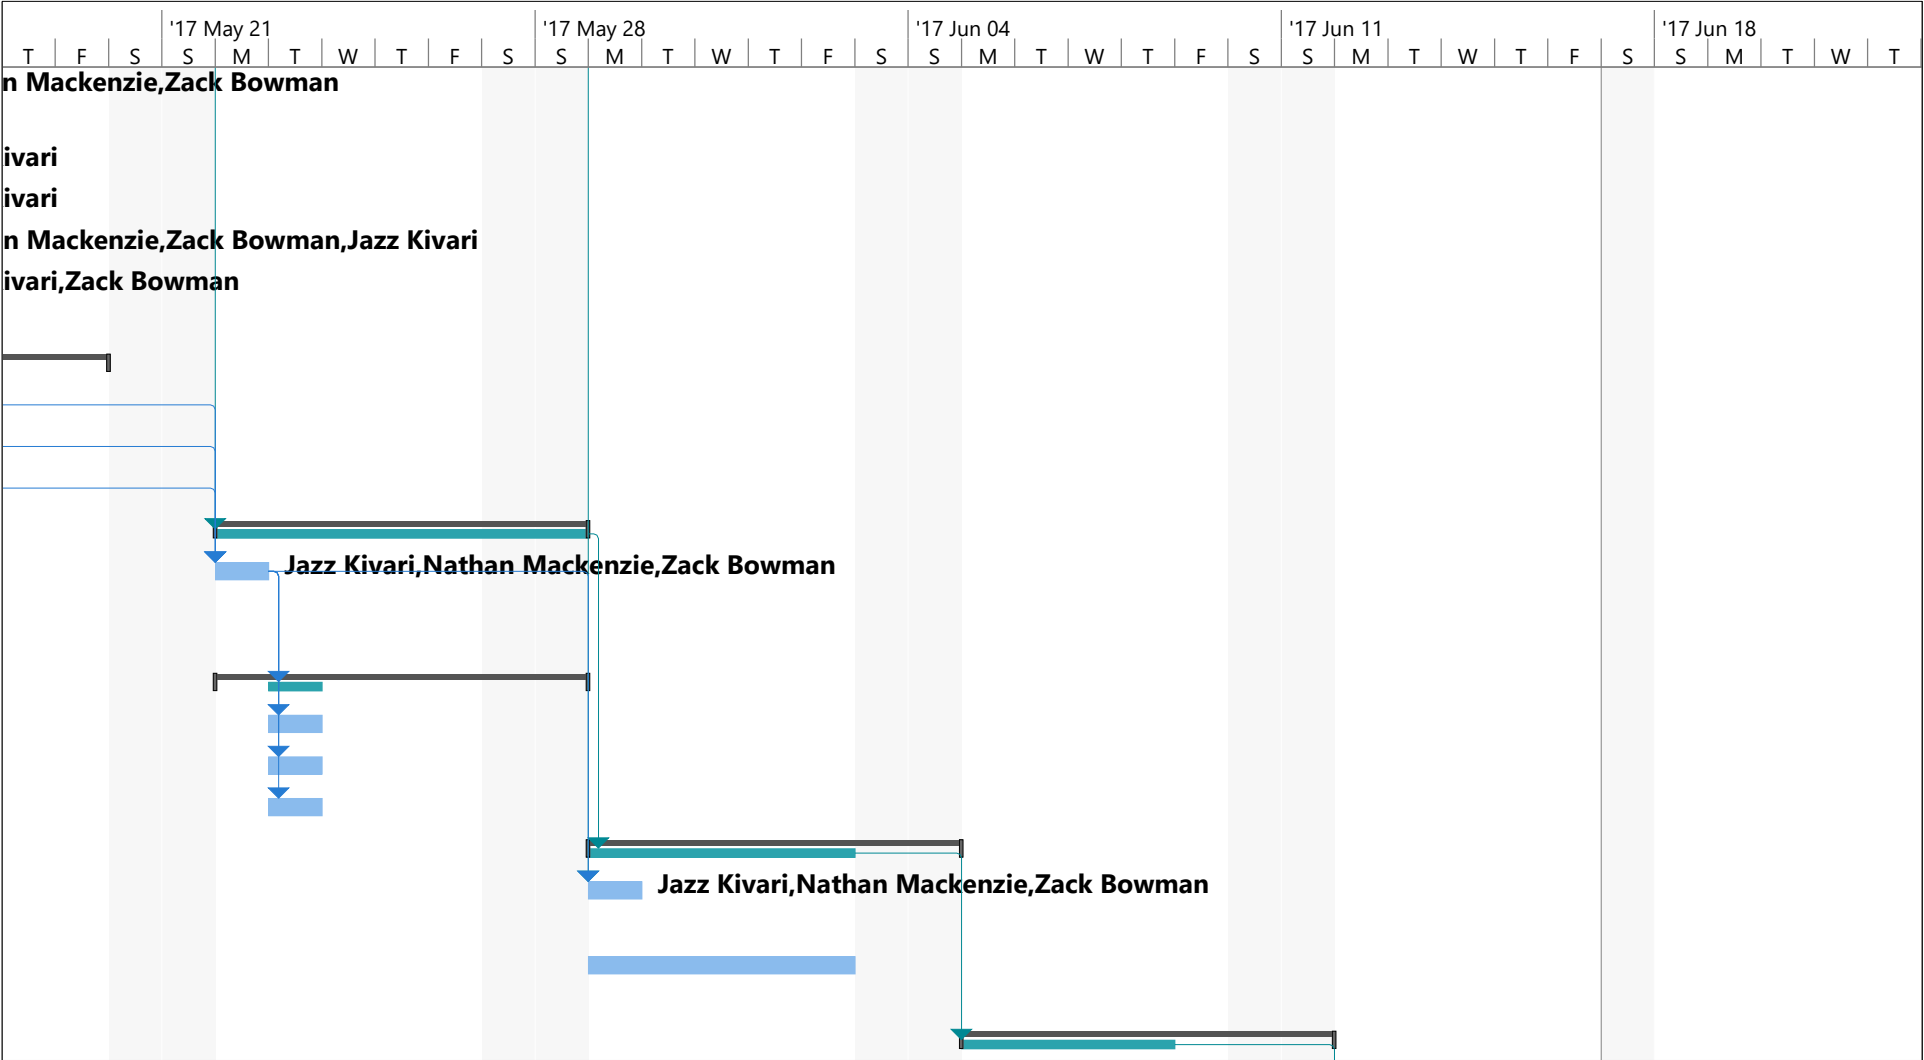 '17 May 21 '17 May 28 '17 Jun 04 '17 Jun 11 '17 Jun 18
T F S S M T W T F S S M T W T F S S M T W T F S S M T W T F S S M T W T
n Mackenzie,Zack Bowman
ivari
ivari
n Mackenzie,Zack Bowman,Jazz Kivari
ivari,Zack Bowman
Jazz Kivari,Nathan Mackenzie,Zack Bowman
Jazz Kivari,Nathan Mackenzie,Zack Bowman